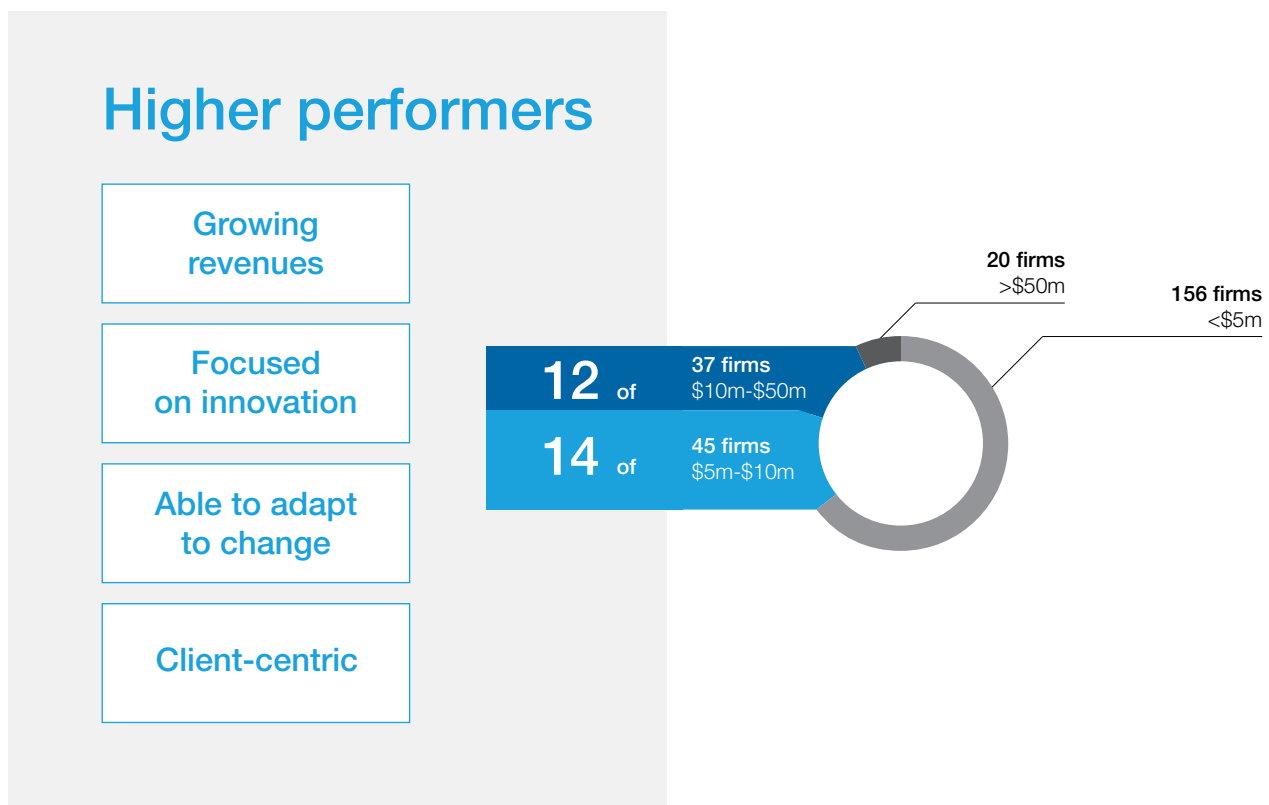 Higher performers
Growing
revenues
Focused
on innovation
Able to adapt
to change
Client-centric
12 of
37 firms
$10m-$50m
14 of
45 firms
$5m-$10m
20 firms
>$50m
156 firms
<$5m